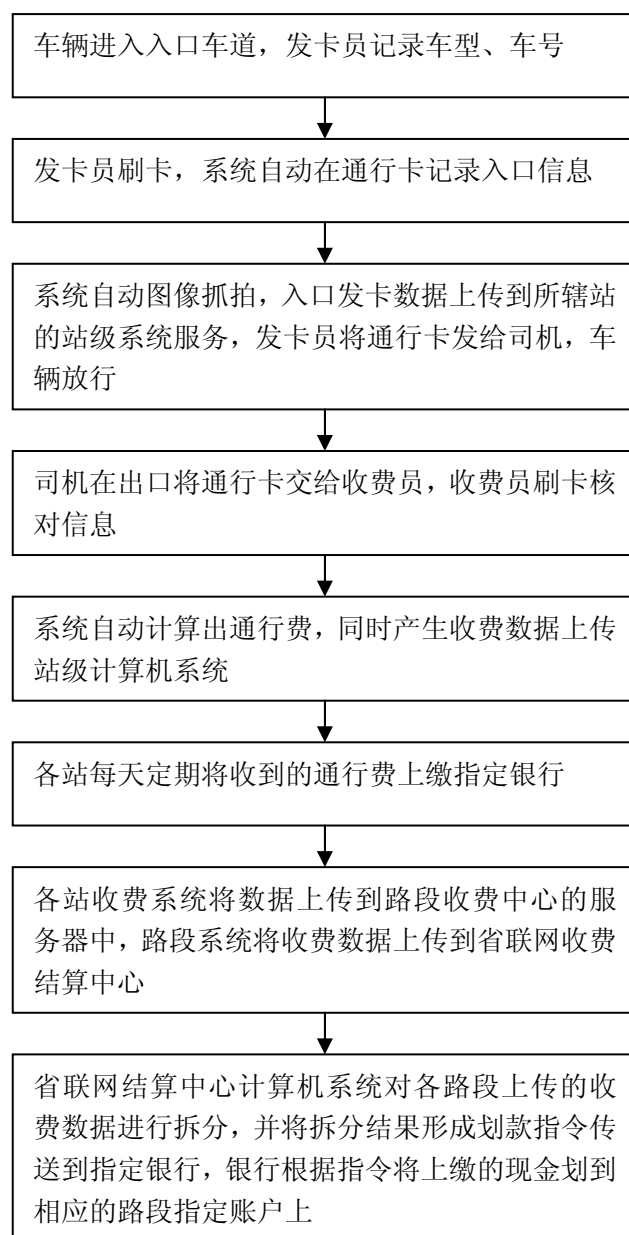 车辆进入入口车道，发卡员记录车型、车号
发卡员刷卡，系统自动在通行卡记录入口信息
系统自动图像抓拍，入口发卡数据上传到所辖站
的站级系统服务，发卡员将通行卡发给司机，车
辆放行
司机在出口将通行卡交给收费员，收费员刷卡核
对信息
系统自动计算出通行费，同时产生收费数据上传
站级计算机系统
各站每天定期将收到的通行费上缴指定银行
各站收费系统将数据上传到路段收费中心的服
务器中，路段系统将收费数据上传到省联网收费
结算中心
省联网结算中心计算机系统对各路段上传的收
费数据进行拆分，并将拆分结果形成划款指令传
送到指定银行，银行根据指令将上缴的现金划到
相应的路段指定账户上